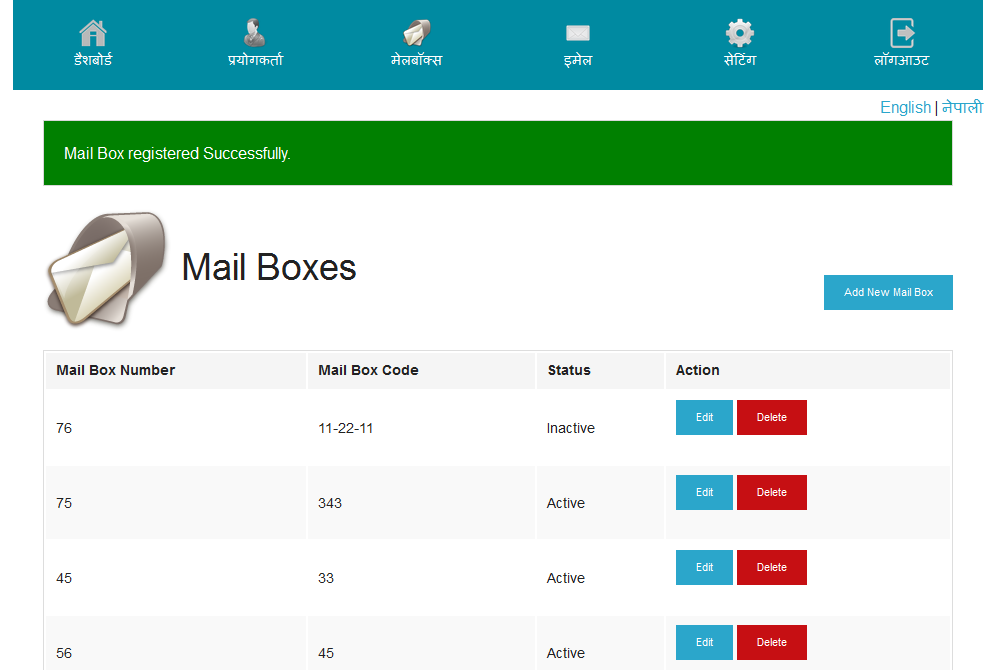 डैशबोर्ड प्रयोगकर्ता मेलबॉक्स इमेल सेटिंग लॉगआउट
English | नेपाली
Mail Box registered Successfully.
Mail Boxes
Add New Mail Box
Mail Box Number Mail Box Code Status Action
76 11-22-11 Inactive Edit Delete
75 343 Active Edit Delete
45 33 Active Edit Delete
56 45 Active Edit Delete